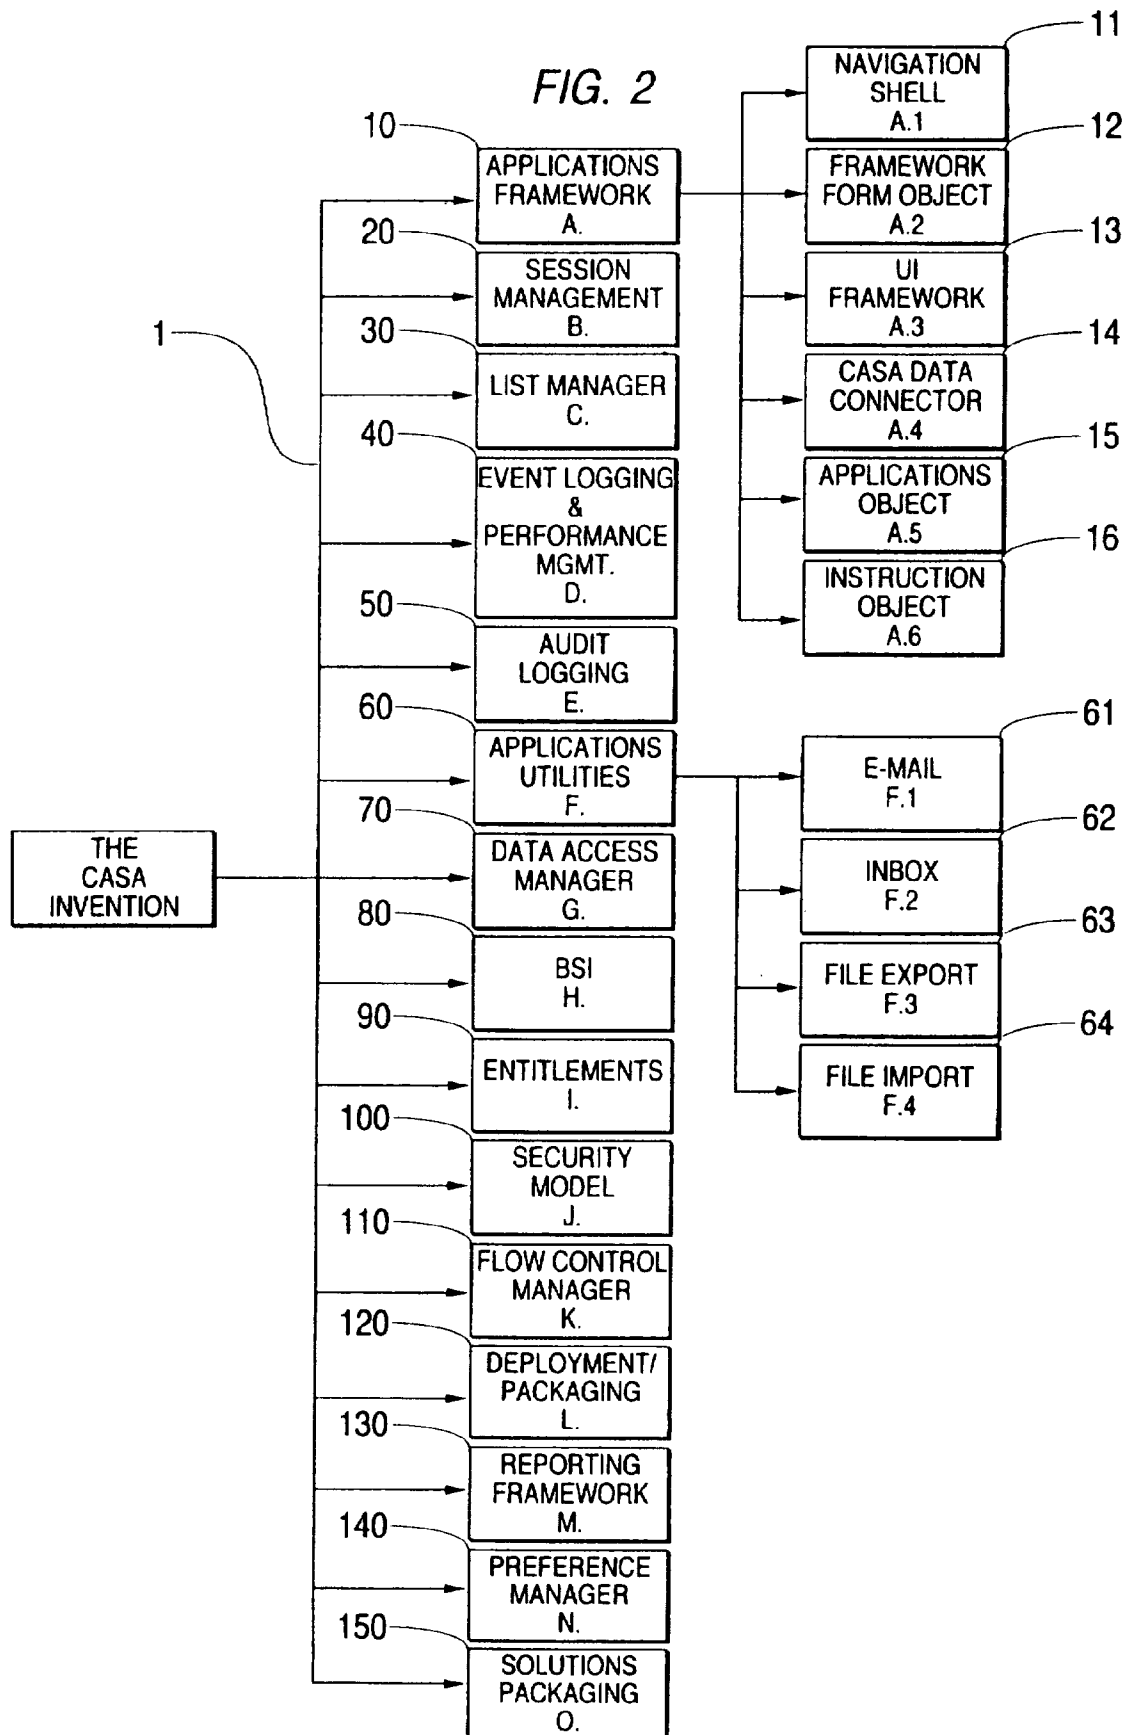 FIG. 2
1
THE
CASA
INVENTION
10
APPLICATIONS
FRAMEWORK
A.
20
SESSION
MANAGEMENT
B.
30
LIST MANAGER
C.
40
EVENT LOGGING
&
PERFORMANCE
MGMT.
D.
50
AUDIT
LOGGING
E.
60
APPLICATIONS
UTILITIES
F.
70
DATA ACCESS
MANAGER
G.
80
BSI
H.
90
ENTITLEMENTS
I.
100
SECURITY
MODEL
J.
110
FLOW CONTROL
MANAGER
K.
120
DEPLOYMENT/
PACKAGING
L.
130
REPORTING
FRAMEWORK
M.
140
PREFERENCE
MANAGER
N.
150
SOLUTIONS
PACKAGING
O.
11
NAVIGATION
SHELL
A.1
12
FRAMEWORK
FORM OBJECT
A.2
13
UI
FRAMEWORK
A.3
14
CASA DATA
CONNECTOR
A.4
15
APPLICATIONS
OBJECT
A.5
16
INSTRUCTION
OBJECT
A.6
61
E-MAIL
F.1
62
INBOX
F.2
63
FILE EXPORT
F.3
64
FILE IMPORT
F.4